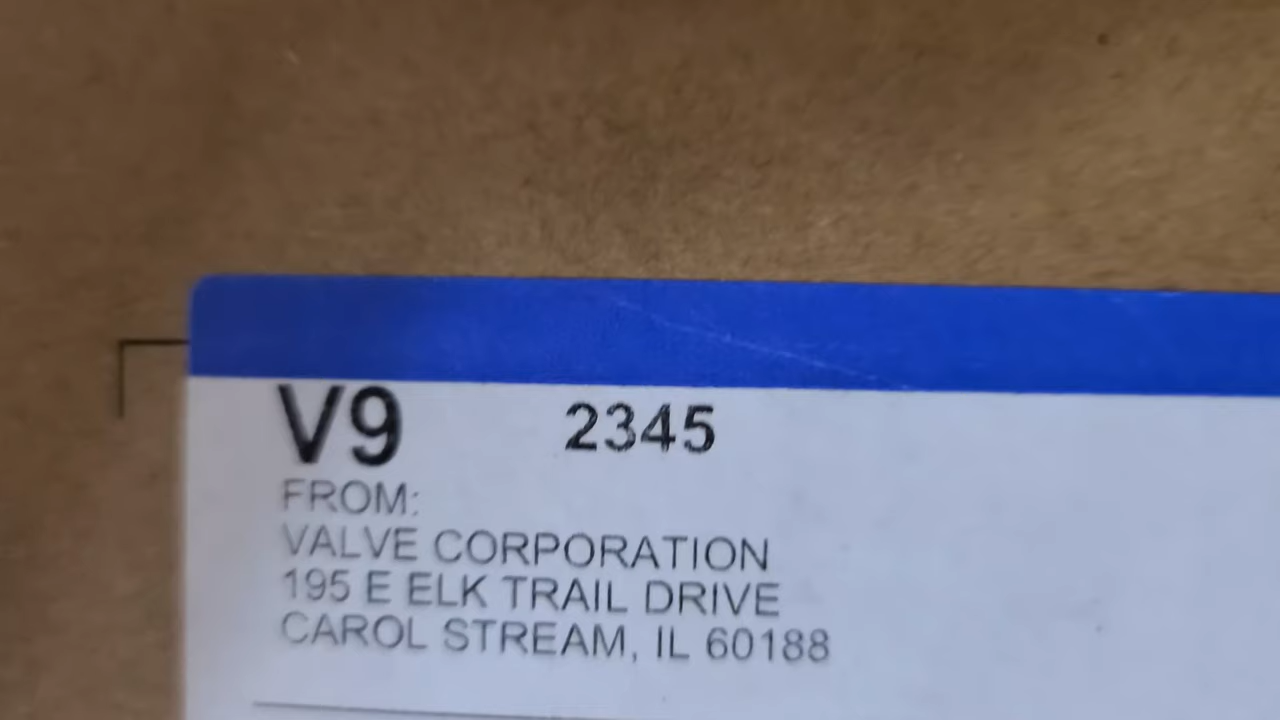 V9 2345
FROM:
VALVE CORPORATION
195 E ELK TRAIL DRIVE
CAROL STREAM, IL 60188